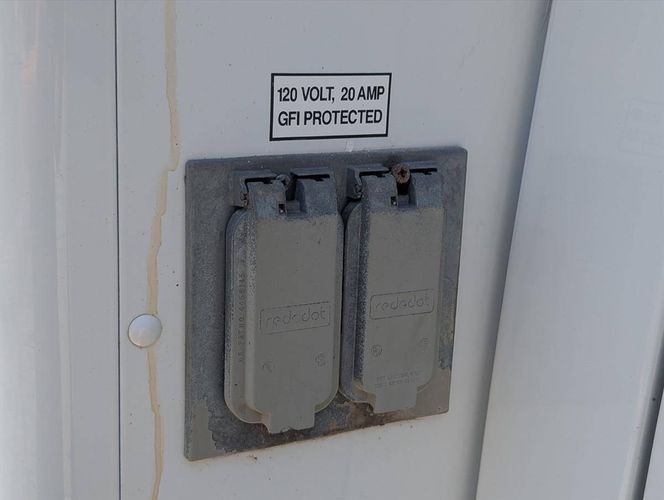 120 VOLT, 20 AMP
GFI PROTECTED
red•dot
red•dot